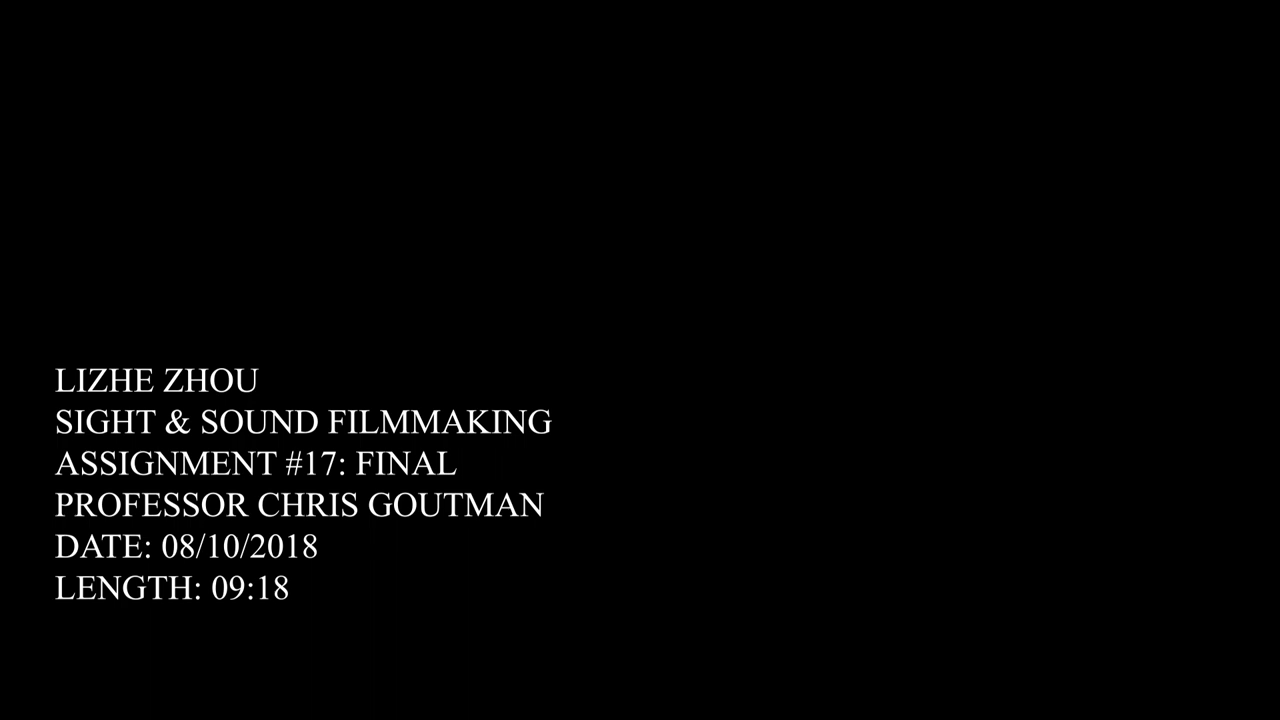 LIZHE ZHOU
SIGHT & SOUND FILMMAKING
ASSIGNMENT #17: FINAL
PROFESSOR CHRIS GOUTMAN
DATE: 08/10/2018
LENGTH: 09:18